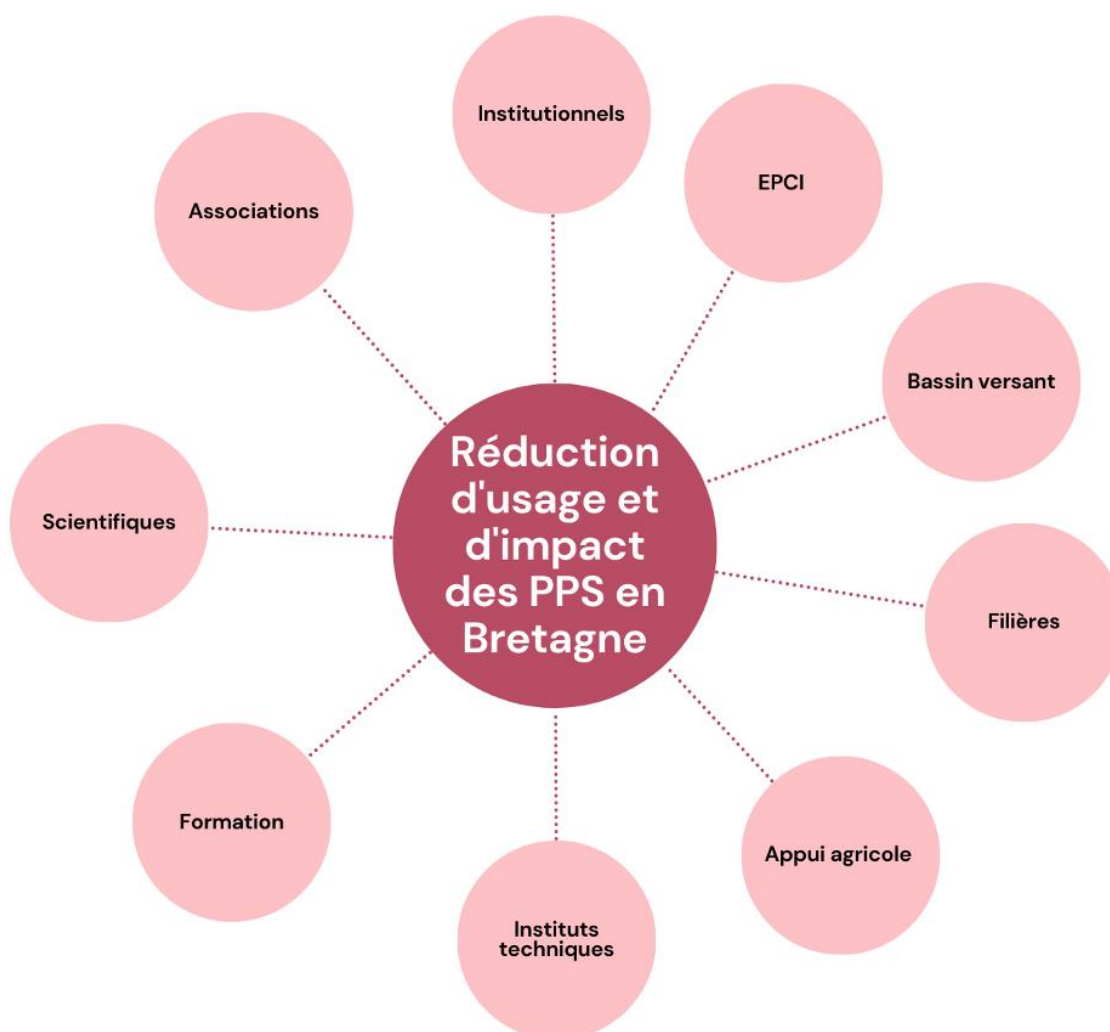 Institutionnels
EPCI
Associations
Bassin versant
Réduction
d'usage et
d'impact
des PPS en
Bretagne
Scientifiques
Filières
Formation
Appui agricole
Instituts
techniques